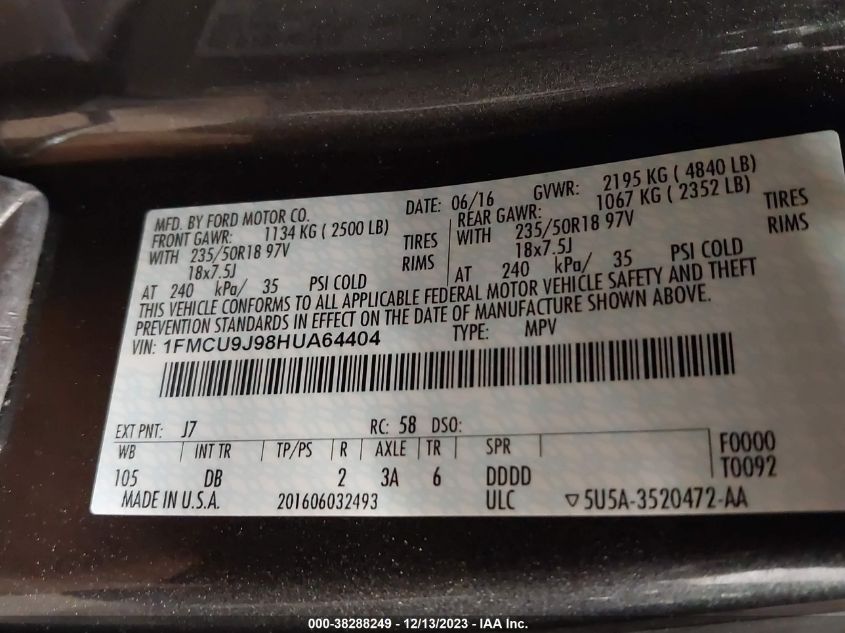 MFD. BY FORD MOTOR CO. DATE: 06/16 GVWR: 2195 KG ( 4840 LB)
FRONT GAWR: 1134 KG ( 2500 LB) REAR GAWR: 1067 KG ( 2352 LB)
WITH 235/50R18 97V TIRES WITH 235/50R18 97V TIRES
18x7.5J RIMS 18x7.5J RIMS
AT 240 kPa/ 35 PSI COLD AT 240 kPa/ 35 PSI COLD
THIS VEHICLE CONFORMS TO ALL APPLICABLE FEDERAL MOTOR VEHICLE SAFETY AND THEFT
PREVENTION STANDARDS IN EFFECT ON THE DATE OF MANUFACTURE SHOWN ABOVE.
VIN: 1FMCU9J98HUA64404 TYPE: MPV
EXT PNT: J7 RC: 58 DSO:
WB INT TR TP/PS R AXLE TR SPR F0000
105 DB 2 3A 6 DDDD T0092
MADE IN U.S.A. 201606032493 ULC ▽5U5A-3520472-AA
000-38288249 - 12/13/2023 - IAA Inc.